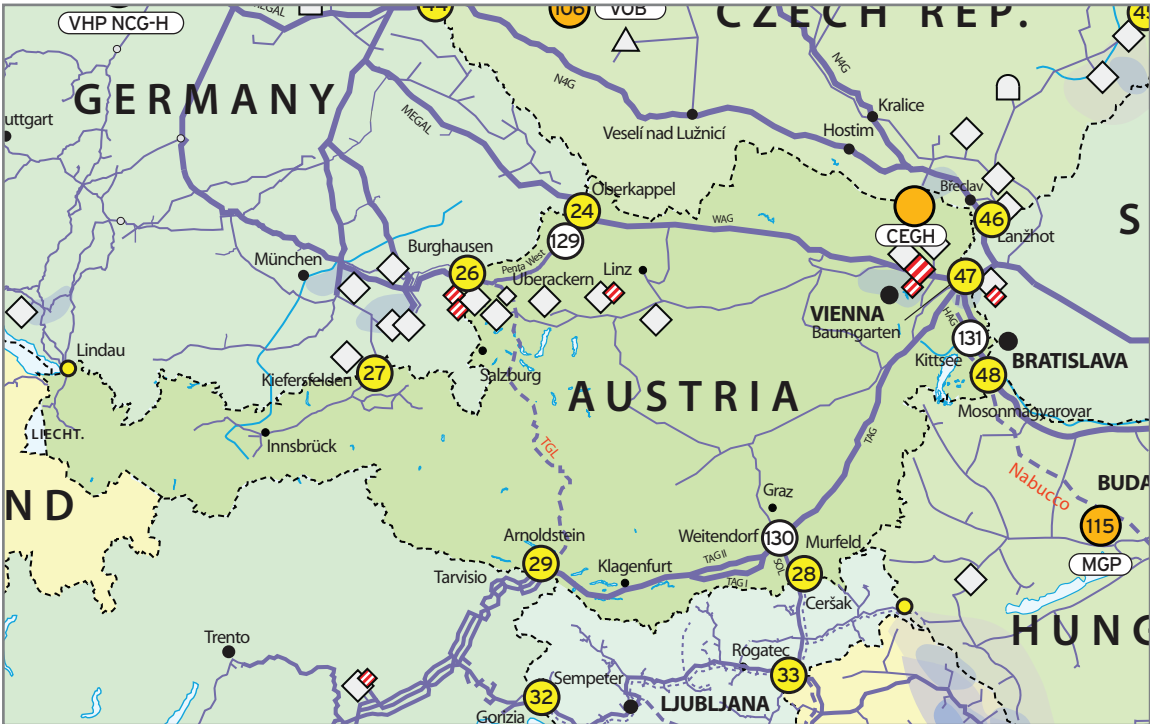 MEGAL
44
106
VOB
CZECH REP.
45
VHP NCG-H
GERMANY
N4G
N4G
uttgart
MEGAL
Veselí nad Lužnicí
Hostim
Kralice
Oberkappel
24
Břeclav
46
Lanžhot
S
WAG
CEGH
129
Burghausen
26
Penta West
Überackern
Linz
München
47
VIENNA
Baumgarten
HAG
131
Kittsee
BRATISLAVA
48
Mosonmagyarovar
Lindau
Kiefersfelden
27
Salzburg
AUSTRIA
LIECHT.
Innsbrück
TGL
TAG
Nabucco
BUDA
115
MGP
ND
Graz
Weitendorf
130
Murfeld
Arnoldstein
29
Tarvisio
Klagenfurt
TAG II
TAG I
SOL
28
Ceršak
HUNG
Trento
Rogatec
33
Sempeter
32
Gorizia
LJUBLJANA